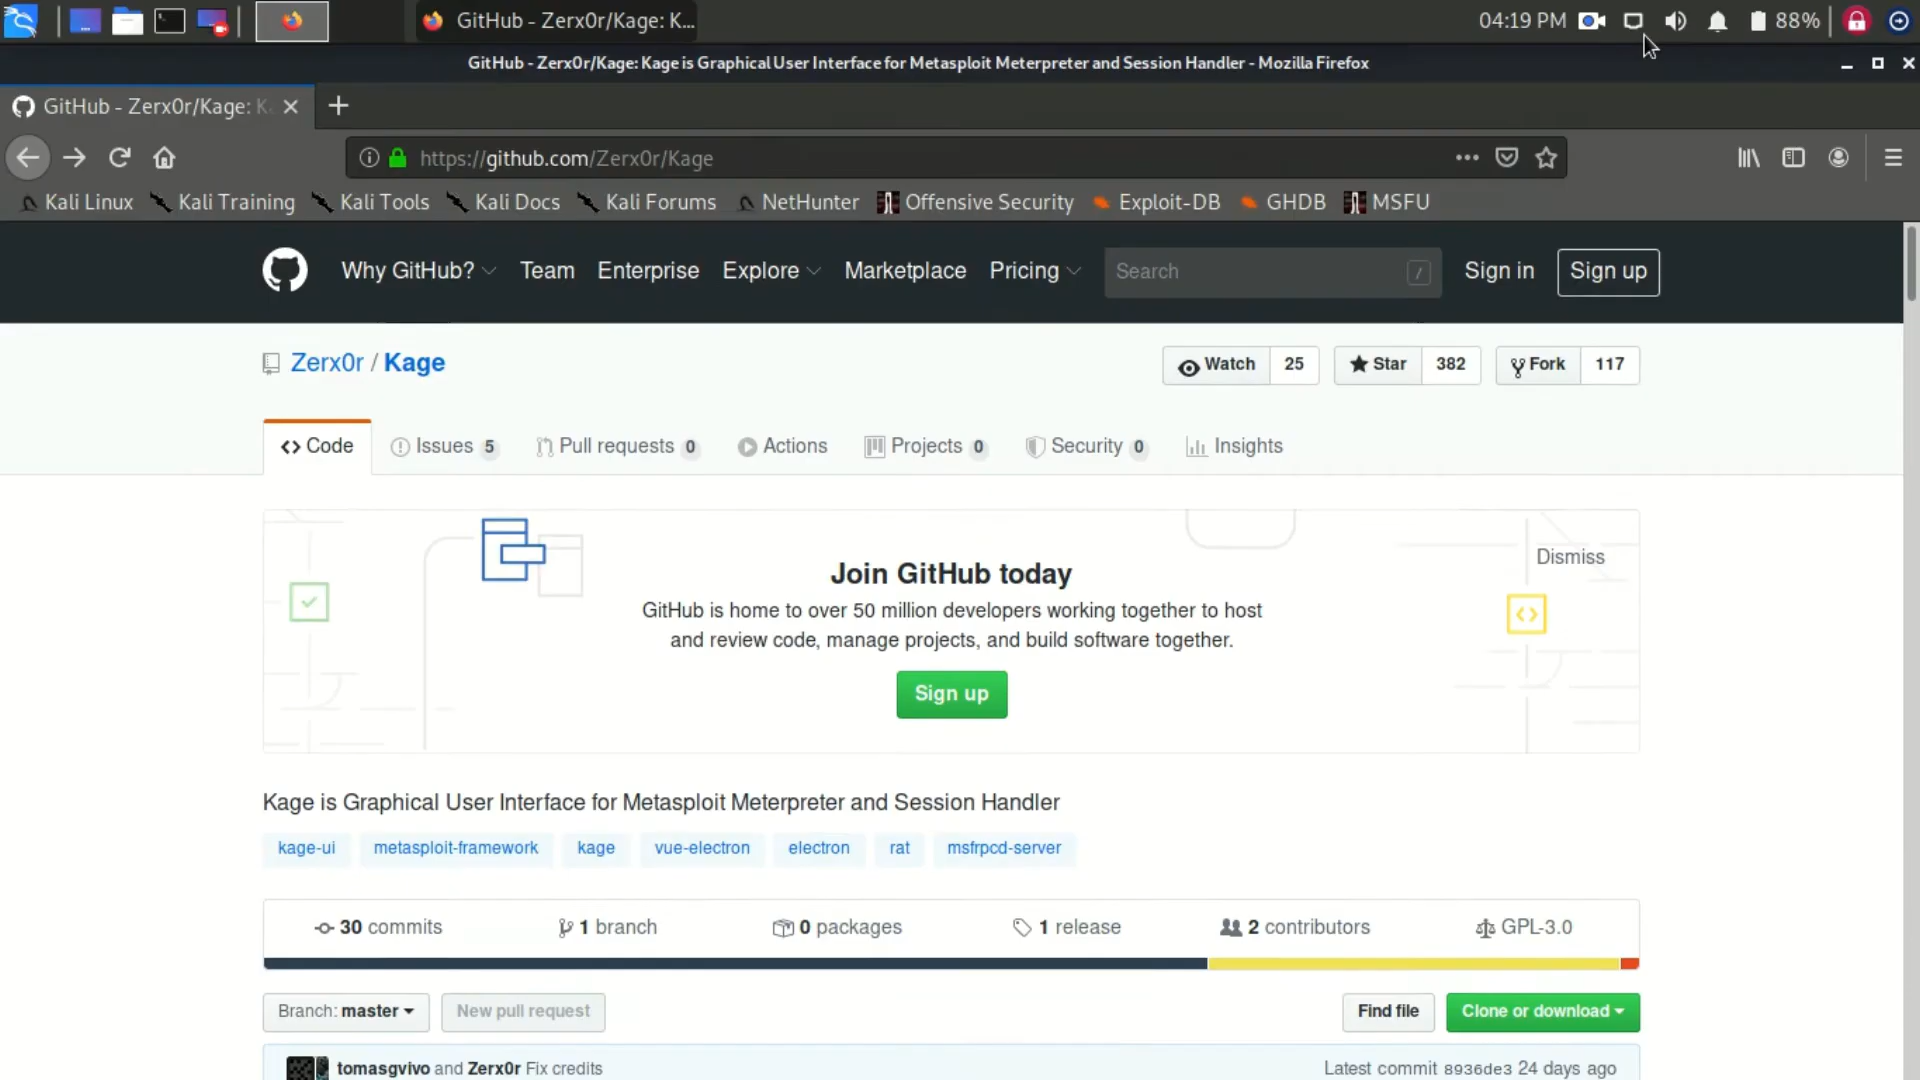 GitHub - Zerx0r/Kage: K...
04:19 PM
88%
GitHub - Zerx0r/Kage: Kage is Graphical User Interface for Metasploit Meterpreter and Session Handler - Mozilla Firefox
GitHub - Zerx0r/Kage: K
https://github.com/Zerx0r/Kage
Kali Linux Kali Training Kali Tools Kali Docs Kali Forums NetHunter Offensive Security Exploit-DB GHDB MSFU
Why GitHub? Team Enterprise Explore Marketplace Pricing Search / Sign in Sign up
Zerx0r / Kage
Watch 25 Star 382 Fork 117
Code Issues 5 Pull requests 0 Actions Projects 0 Security 0 Insights
Dismiss
Join GitHub today
GitHub is home to over 50 million developers working together to host
and review code, manage projects, and build software together.
Sign up
Kage is Graphical User Interface for Metasploit Meterpreter and Session Handler
kage-ui metasploit-framework kage vue-electron electron rat msfrpcd-server
30 commits 1 branch 0 packages 1 release 2 contributors GPL-3.0
Branch: master New pull request Find file Clone or download
tomasgvivo and Zerx0r Fix credits Latest commit 8936de3 24 days ago